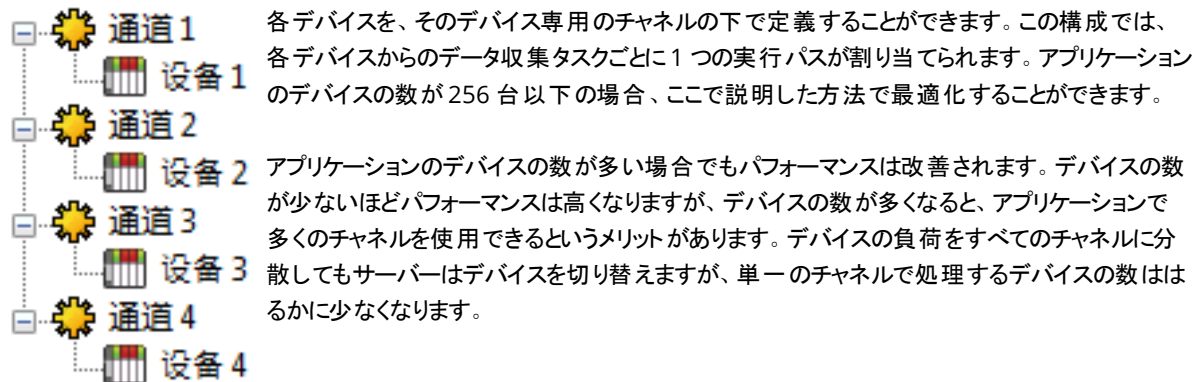 通道 1
设备 1
通道 2
设备 2
通道 3
设备 3
通道 4
设备 4
各デバイスを、そのデバイス専用のチャネルの下で定義することができます。この構成では、
各デバイスからのデータ収集タスクごとに 1 つの実行パスが割り当てられます。アプリケーション
のデバイスの数が 256 台以下の場合、ここで説明した方法で最適化することができます。
アプリケーションのデバイスの数が多い場合でもパフォーマンスは改善されます。デバイスの数
が少ないほどパフォーマンスは高くなりますが、デバイスの数が多くなると、アプリケーションで
多くのチャネルを使用できるというメリットがあります。デバイスの負荷をすべてのチャネルに分
散してもサーバーはデバイスを切り替えますが、単一のチャネルで処理するデバイスの数はは
るかに少なくなります。